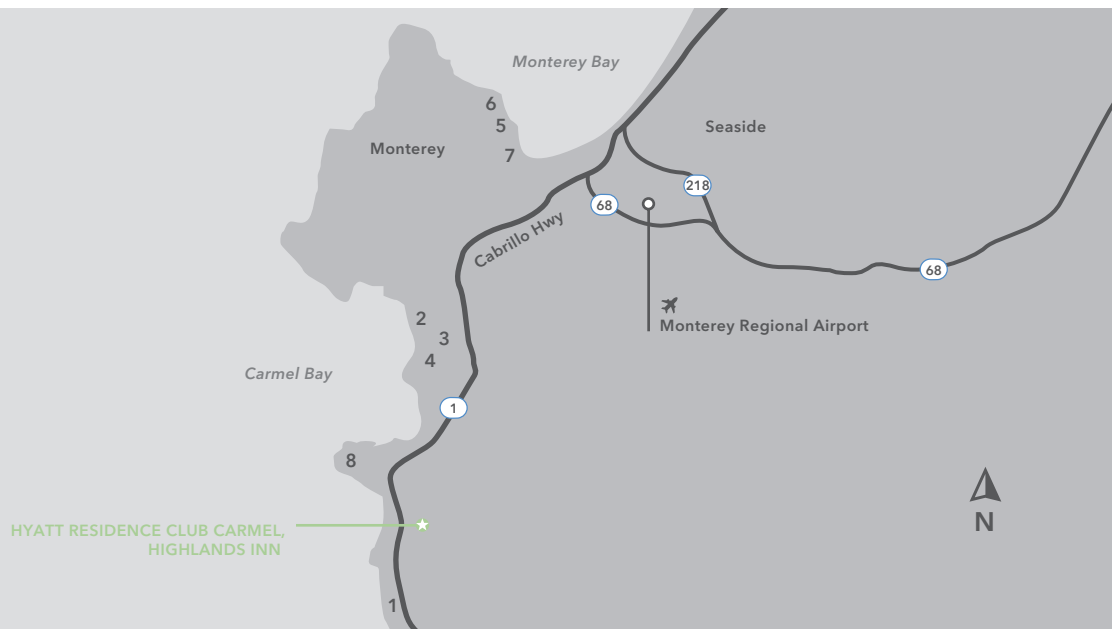 Monterey Bay
6
5
Seaside
Monterey
7
218
68
Cabrillo Hwy
68
2
Monterey Regional Airport
3
4
Carmel Bay
1
8
N
HYATT RESIDENCE CLUB CARMEL,
HIGHLANDS INN
1